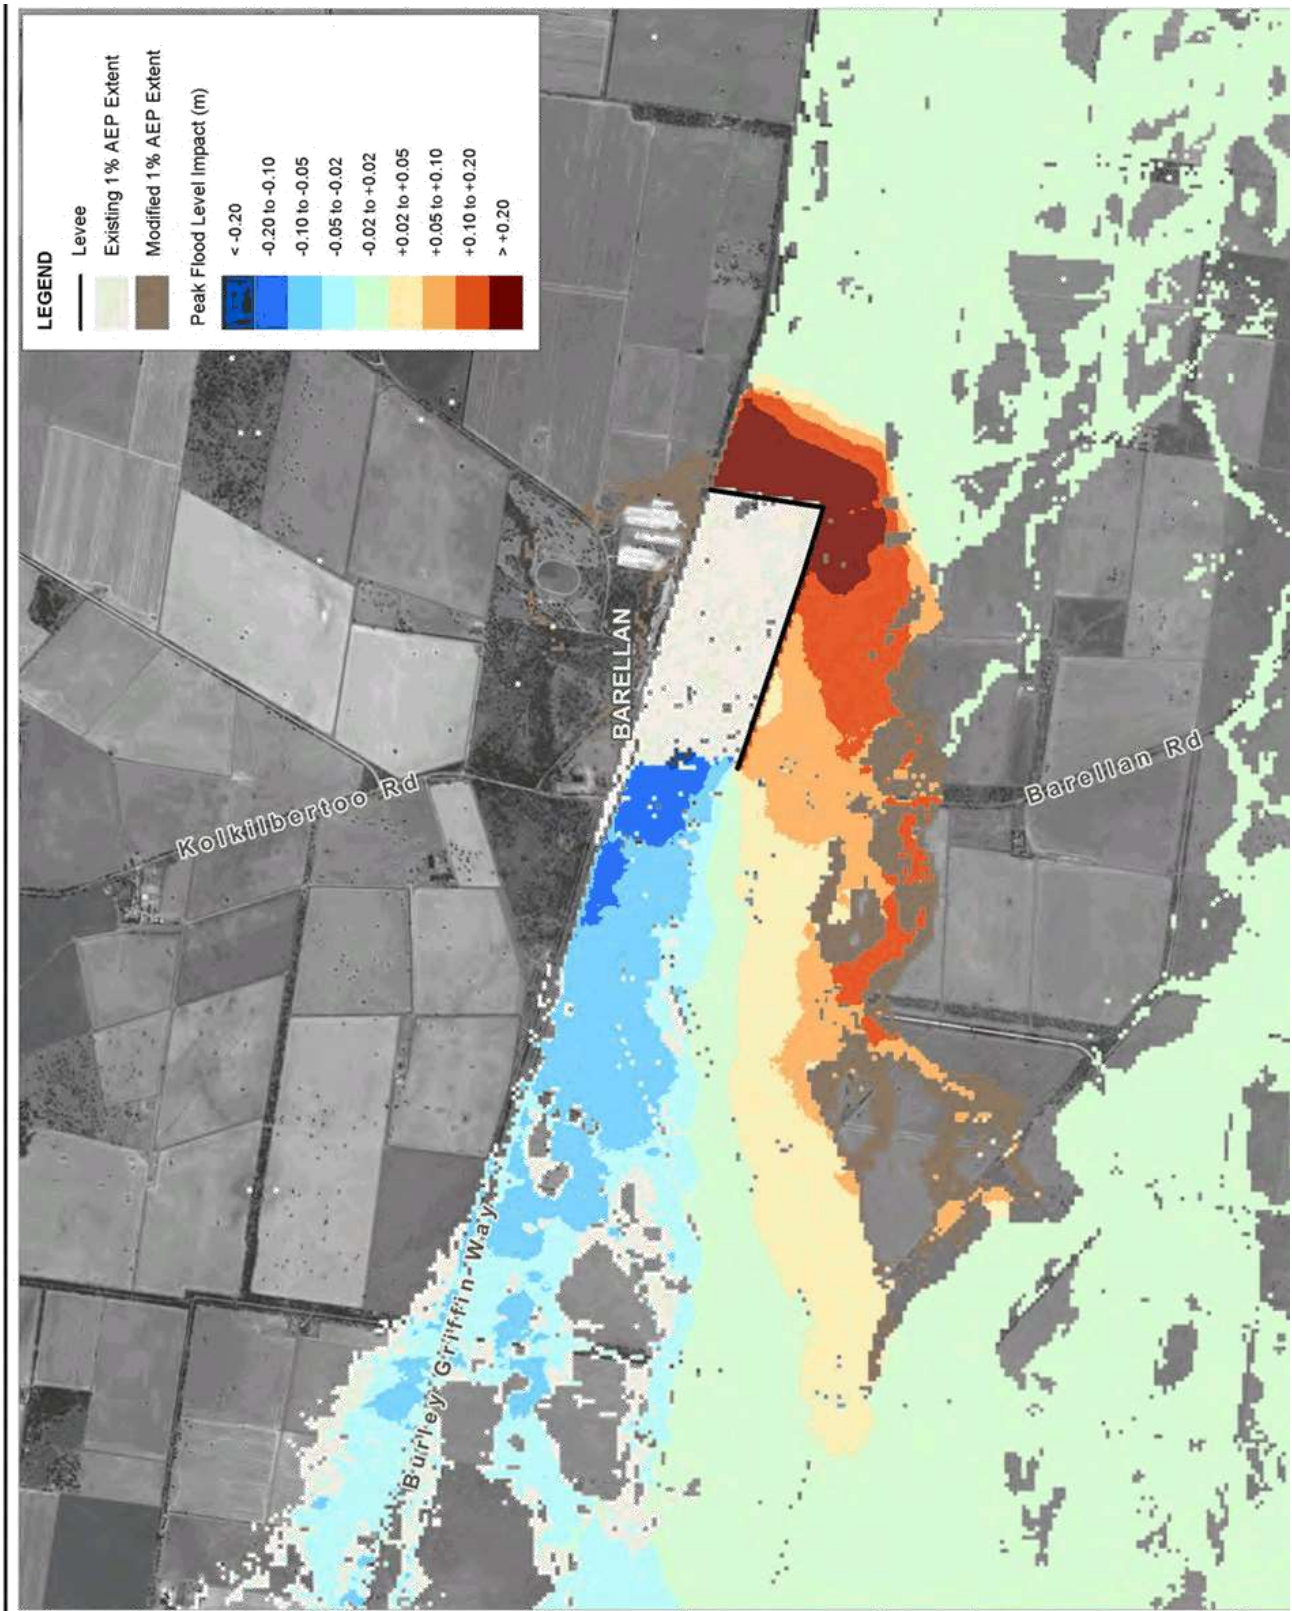 LEGEND
Levee
Existing 1% AEP Extent
Modified 1% AEP Extent
Peak Flood Level Impact (m)
< -0.20
-0.20 to -0.10
-0.10 to -0.05
-0.05 to -0.02
-0.02 to +0.02
+0.02 to +0.05
+0.05 to +0.10
+0.10 to +0.20
> +0.20
Kolkilbertoo Rd
BARELLAN
Burley Griffin Way
Barellan Rd